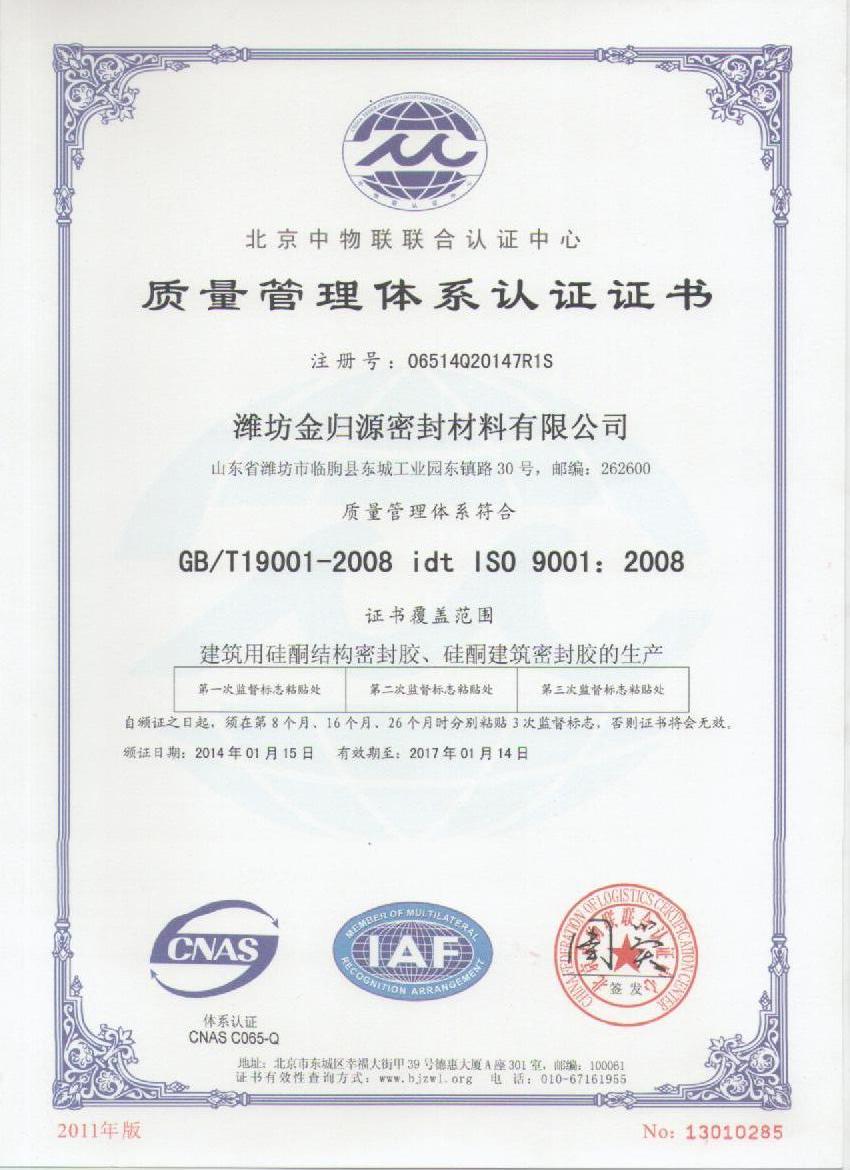 北京中物联联合认证中心
质量管理体系认证证书
注册号：06514Q20147R1S
潍坊金归源密封材料有限公司
山东省潍坊市临朐县东城工业园东镇路30号，邮编：262600
质量管理体系符合
GB/T19001-2008 idt ISO 9001：2008
证书覆盖范围
建筑用硅酮结构密封胶、硅酮建筑密封胶的生产
第一次监督标志粘贴处 第二次监督标志粘贴处 第三次监督标志粘贴处
自颁证之日起，须在第8个月、16个月、26个月时分别粘贴3次监督标志，否则证书将会无效。
颁证日期：2014年01月15日 有效期至：2017年01月14日
CNAS
体系认证
CNAS C065-Q
MEMBER OF MULTILATERAL
IAF
RECOGNITION ARRANGEMENT
CHINA FEDERATION OF LOGISTICS CERTIFICATION CENTER
签发
地址：北京市东城区幸福大街甲39号德惠大厦A座301室，邮编：100061
证书有效性查询方式：www.bjzwl.org 电话：010-67161955
2011年版
No: 13010285